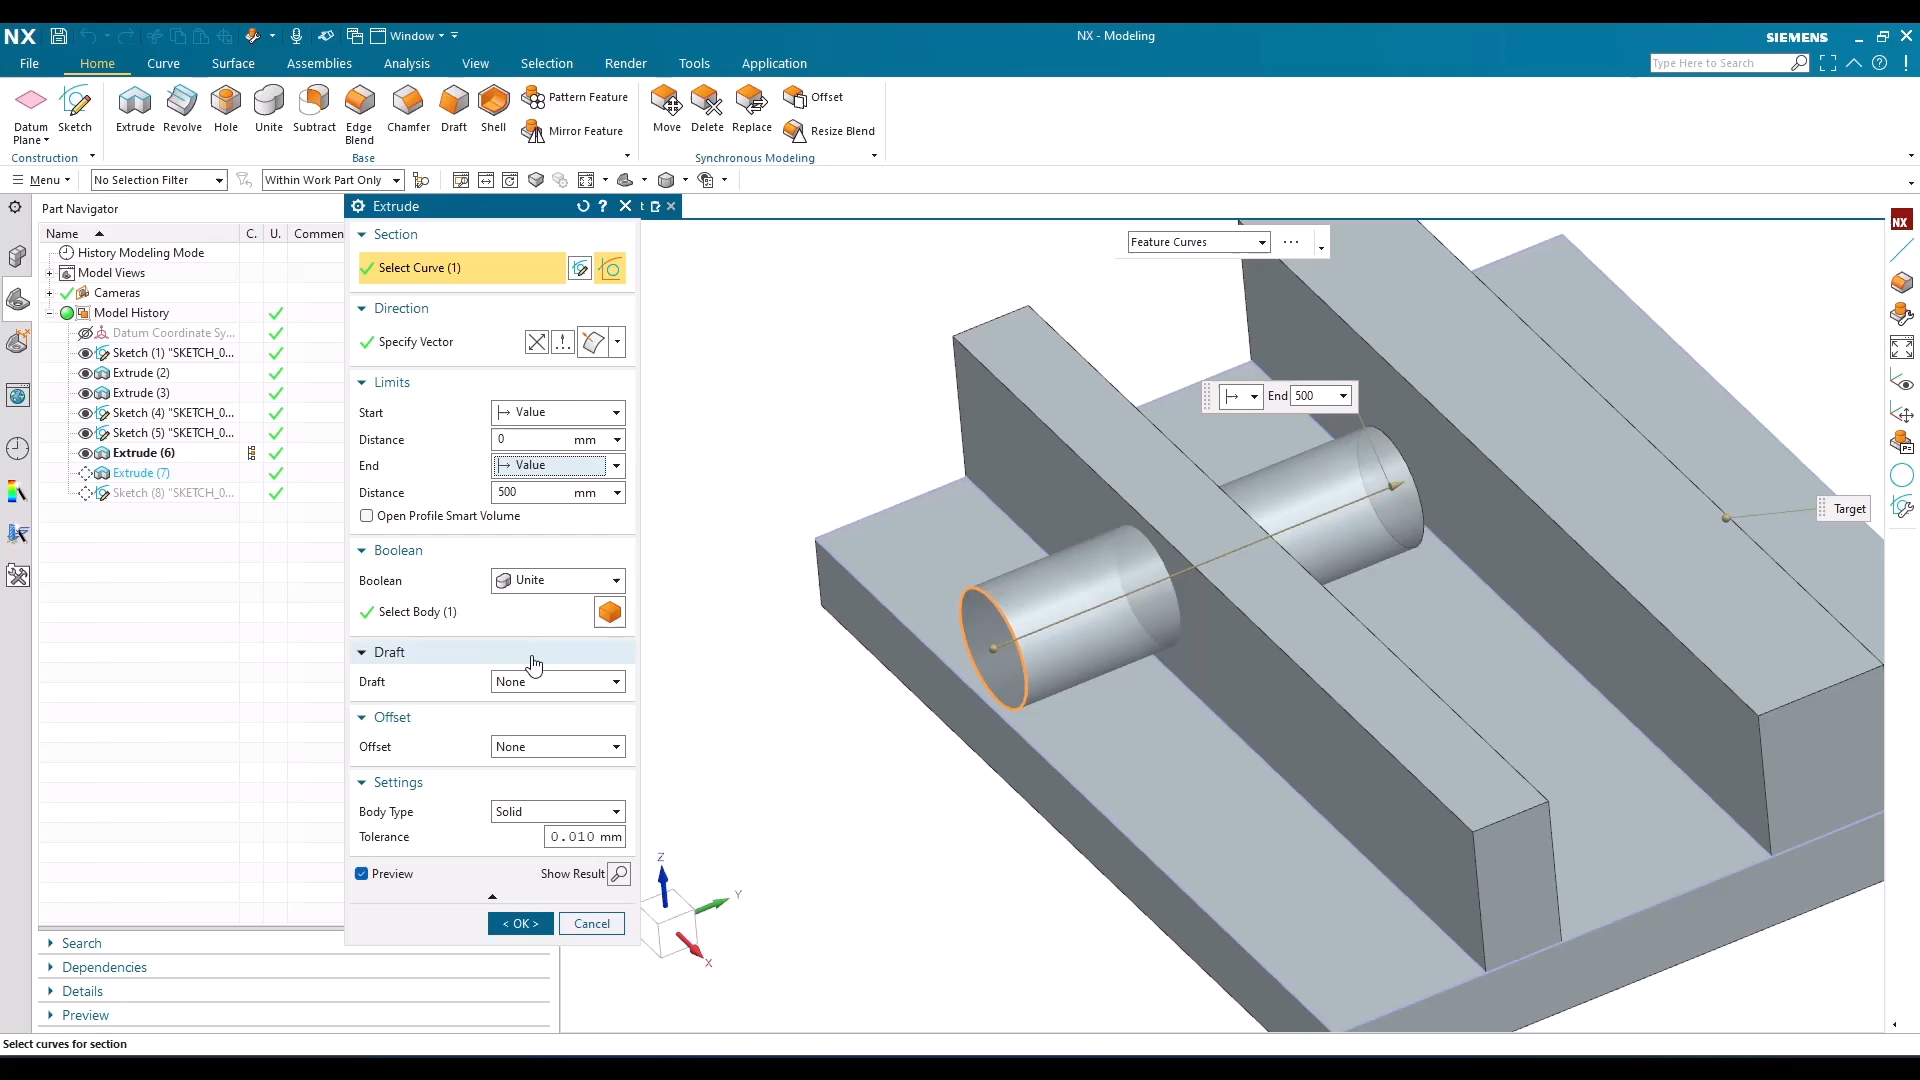 NX
Window
NX - Modeling
SIEMENS
File
Home
Curve
Surface
Assemblies
Analysis
View
Selection
Render
Tools
Application
Type Here to Search
Datum Plane
Sketch
Extrude
Revolve
Hole
Unite
Subtract
Edge Blend
Chamfer
Draft
Shell
Pattern Feature
Mirror Feature
Move
Delete
Replace
Offset
Resize Blend
Construction
Base
Synchronous Modeling
Menu
No Selection Filter
Within Work Part Only
Part Navigator
Name
C.
U.
Commen
History Modeling Mode
Model Views
Cameras
Model History
Datum Coordinate Sy...
Sketch (1) "SKETCH_0...
Extrude (2)
Extrude (3)
Sketch (4) "SKETCH_0...
Sketch (5) "SKETCH_0...
Extrude (6)
Extrude (7)
Sketch (8) "SKETCH_0...
Search
Dependencies
Details
Preview
Extrude
t
Section
Select Curve (1)
Direction
Specify Vector
Limits
Start
Value
Distance
0 mm
End
Value
Distance
500 mm
Open Profile Smart Volume
Boolean
Boolean
Unite
Select Body (1)
Draft
Draft
None
Offset
Offset
None
Settings
Body Type
Solid
Tolerance
0.010 mm
Preview
Show Result
< OK >
Cancel
Feature Curves
...
End 500
Target
NX
Z
Y
X
Select curves for section